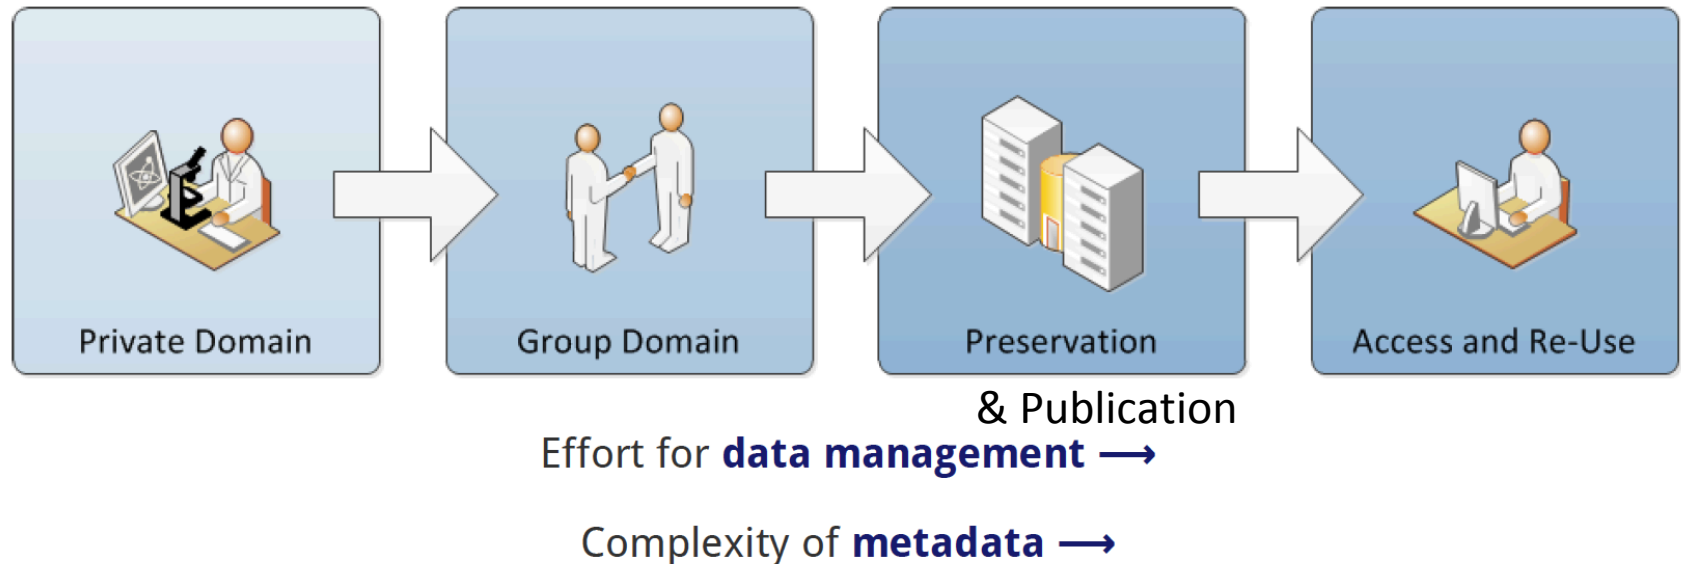 Private Domain
Group Domain
Preservation
Access and Re-Use
& Publication
Effort for data management ⟶
Complexity of metadata ⟶